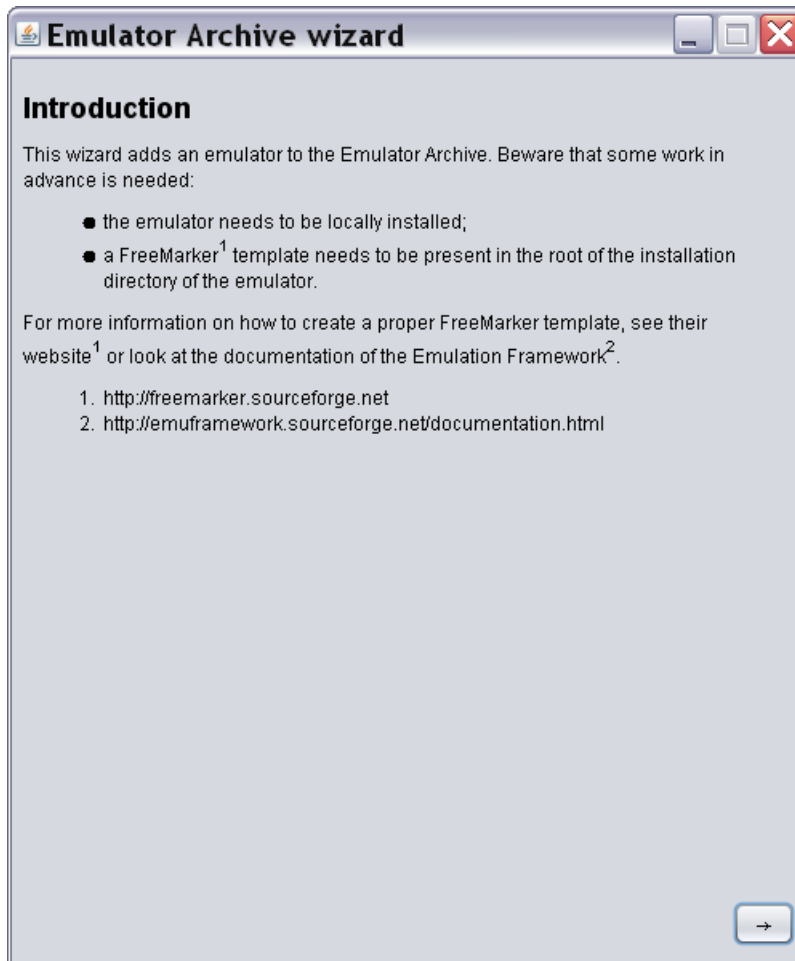 Emulator Archive wizard
Introduction
This wizard adds an emulator to the Emulator Archive. Beware that some work in
advance is needed:
● the emulator needs to be locally installed;
● a FreeMarker¹ template needs to be present in the root of the installation
directory of the emulator.
For more information on how to create a proper FreeMarker template, see their
website¹ or look at the documentation of the Emulation Framework².
1. http://freemarker.sourceforge.net
2. http://emuframework.sourceforge.net/documentation.html
→